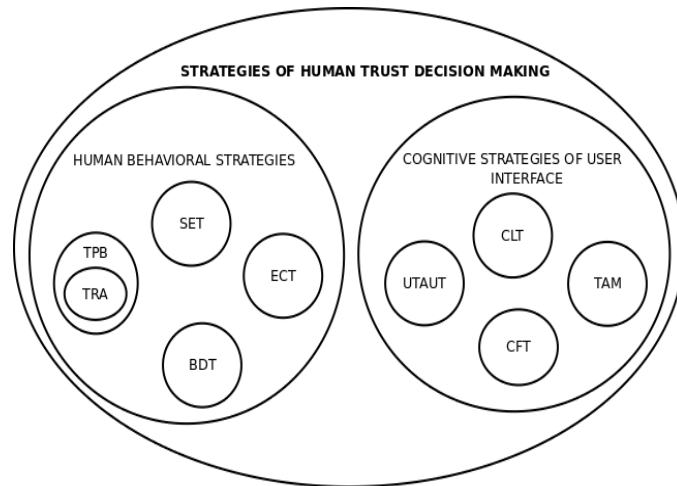 STRATEGIES OF HUMAN TRUST DECISION MAKING
HUMAN BEHAVIORAL STRATEGIES
SET
TPB
TRA
ECT
BDT
COGNITIVE STRATEGIES OF USER
INTERFACE
CLT
UTAUT
TAM
CFT